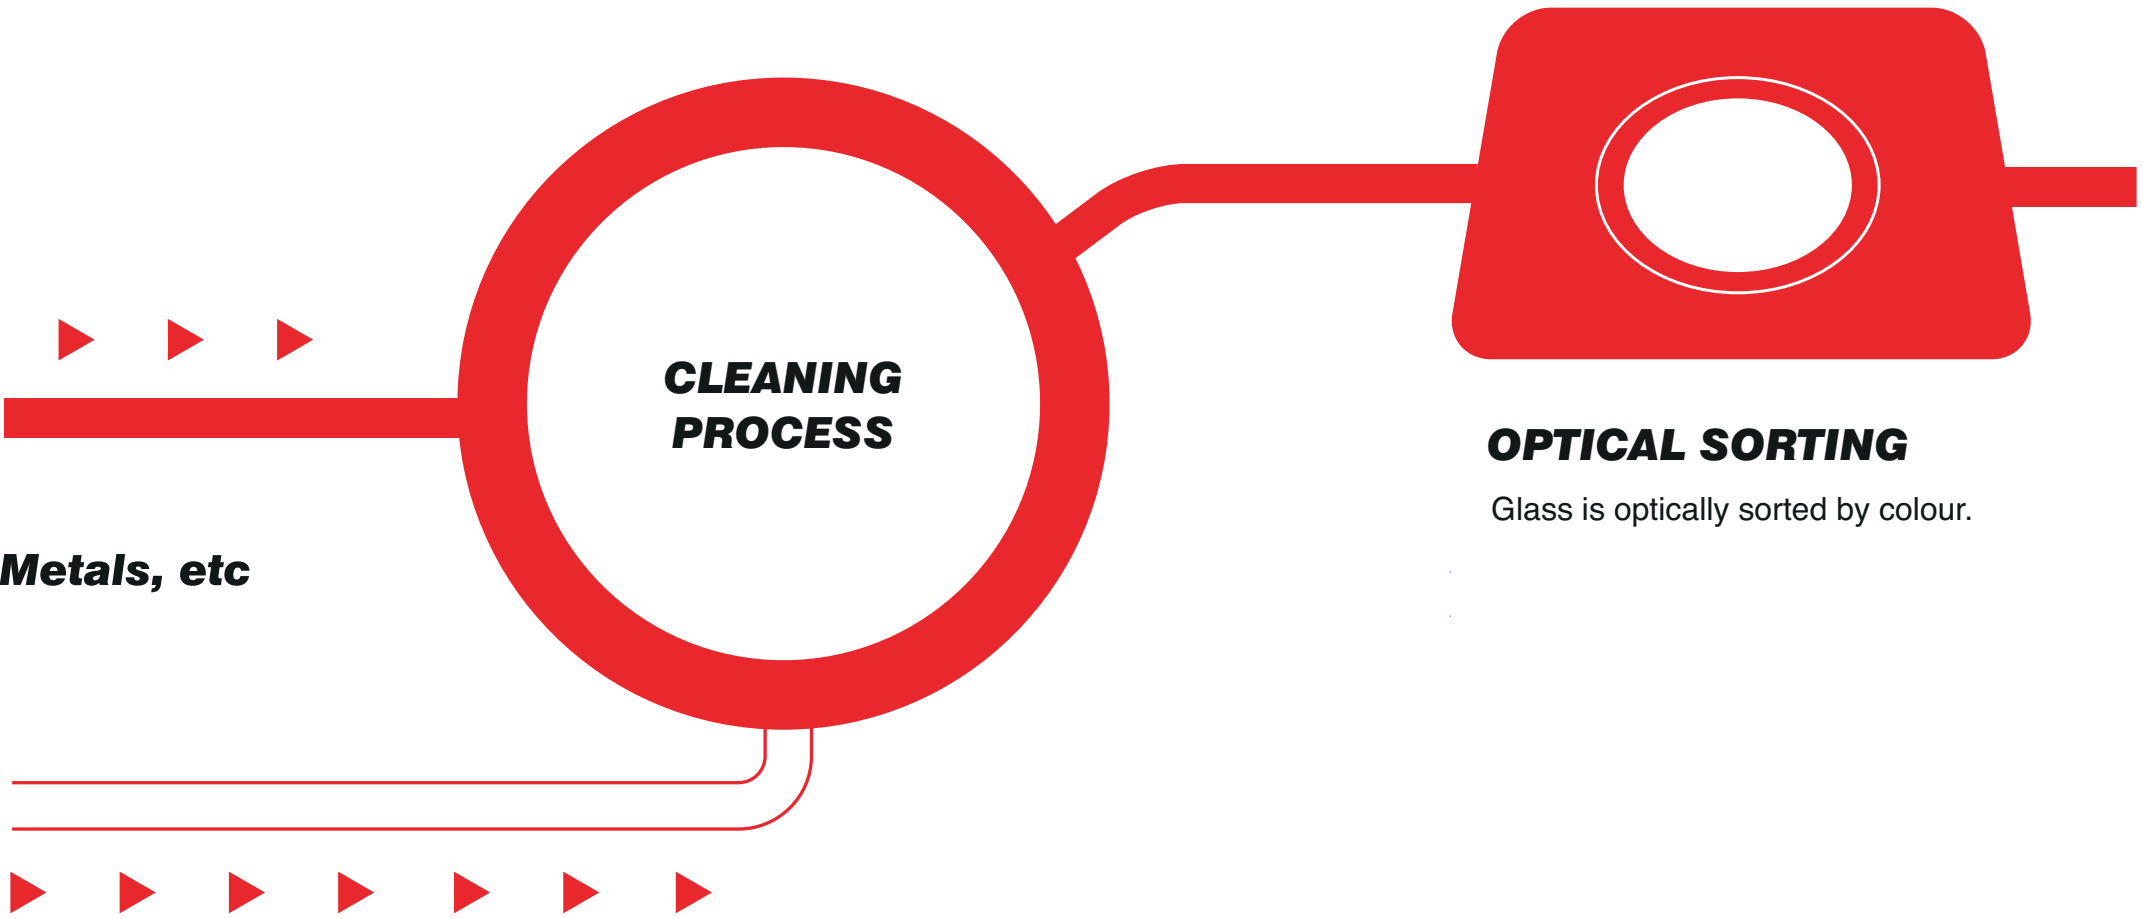 CLEANING
PROCESS
OPTICAL SORTING
Glass is optically sorted by colour.
Metals, etc